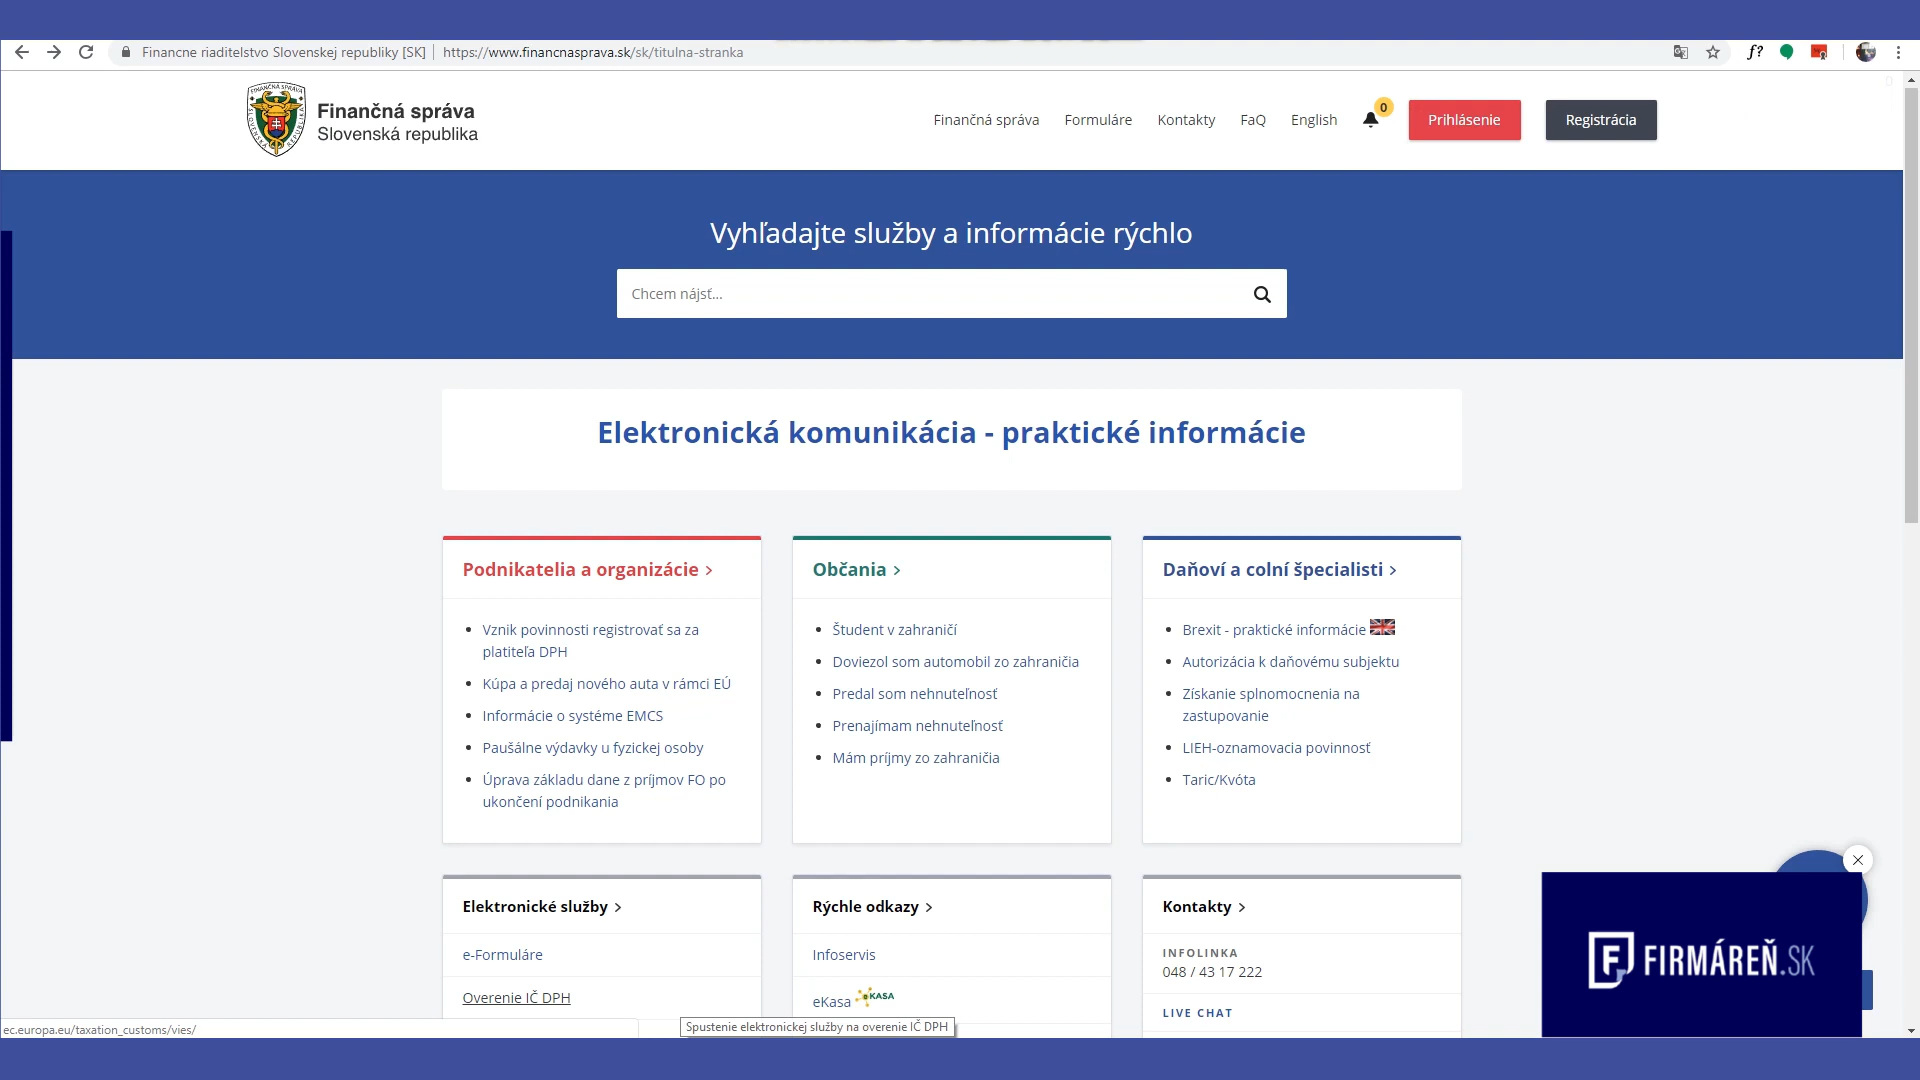 Financne riaditelstvo Slovenskej republiky [SK] https://www.financnasprava.sk/sk/titulna-stranka
f?
FINANČNÁ SPRÁVA
Finančná správa
Slovenská republika
Finančná správa Formuláre Kontakty FaQ English 0 Prihlásenie Registrácia
Vyhľadajte služby a informácie rýchlo
Chcem nájsť...
Elektronická komunikácia - praktické informácie
Podnikatelia a organizácie
Vznik povinnosti registrovať sa za
platiteľa DPH
Kúpa a predaj nového auta v rámci EÚ
Informácie o systéme EMCS
Paušálne výdavky u fyzickej osoby
Úprava základu dane z príjmov FO po
ukončení podnikania
Občania
Študent v zahraničí
Doviezol som automobil zo zahraničia
Predal som nehnuteľnosť
Prenajímam nehnuteľnosť
Mám príjmy zo zahraničia
Daňoví a colní špecialisti
Brexit - praktické informácie
Autorizácia k daňovému subjektu
Získanie splnomocnenia na
zastupovanie
LIEH-oznamovacia povinnosť
Taric/Kvóta
Elektronické služby
e-Formuláre
Overenie IČ DPH
Rýchle odkazy
Infoservis
eKasa eKASA
Kontakty
INFOLINKA
048 / 43 17 222
LIVE CHAT
FIRMÁREŇ.SK
ec.europa.eu/taxation_customs/vies/
Spustenie elektronickej služby na overenie IČ DPH